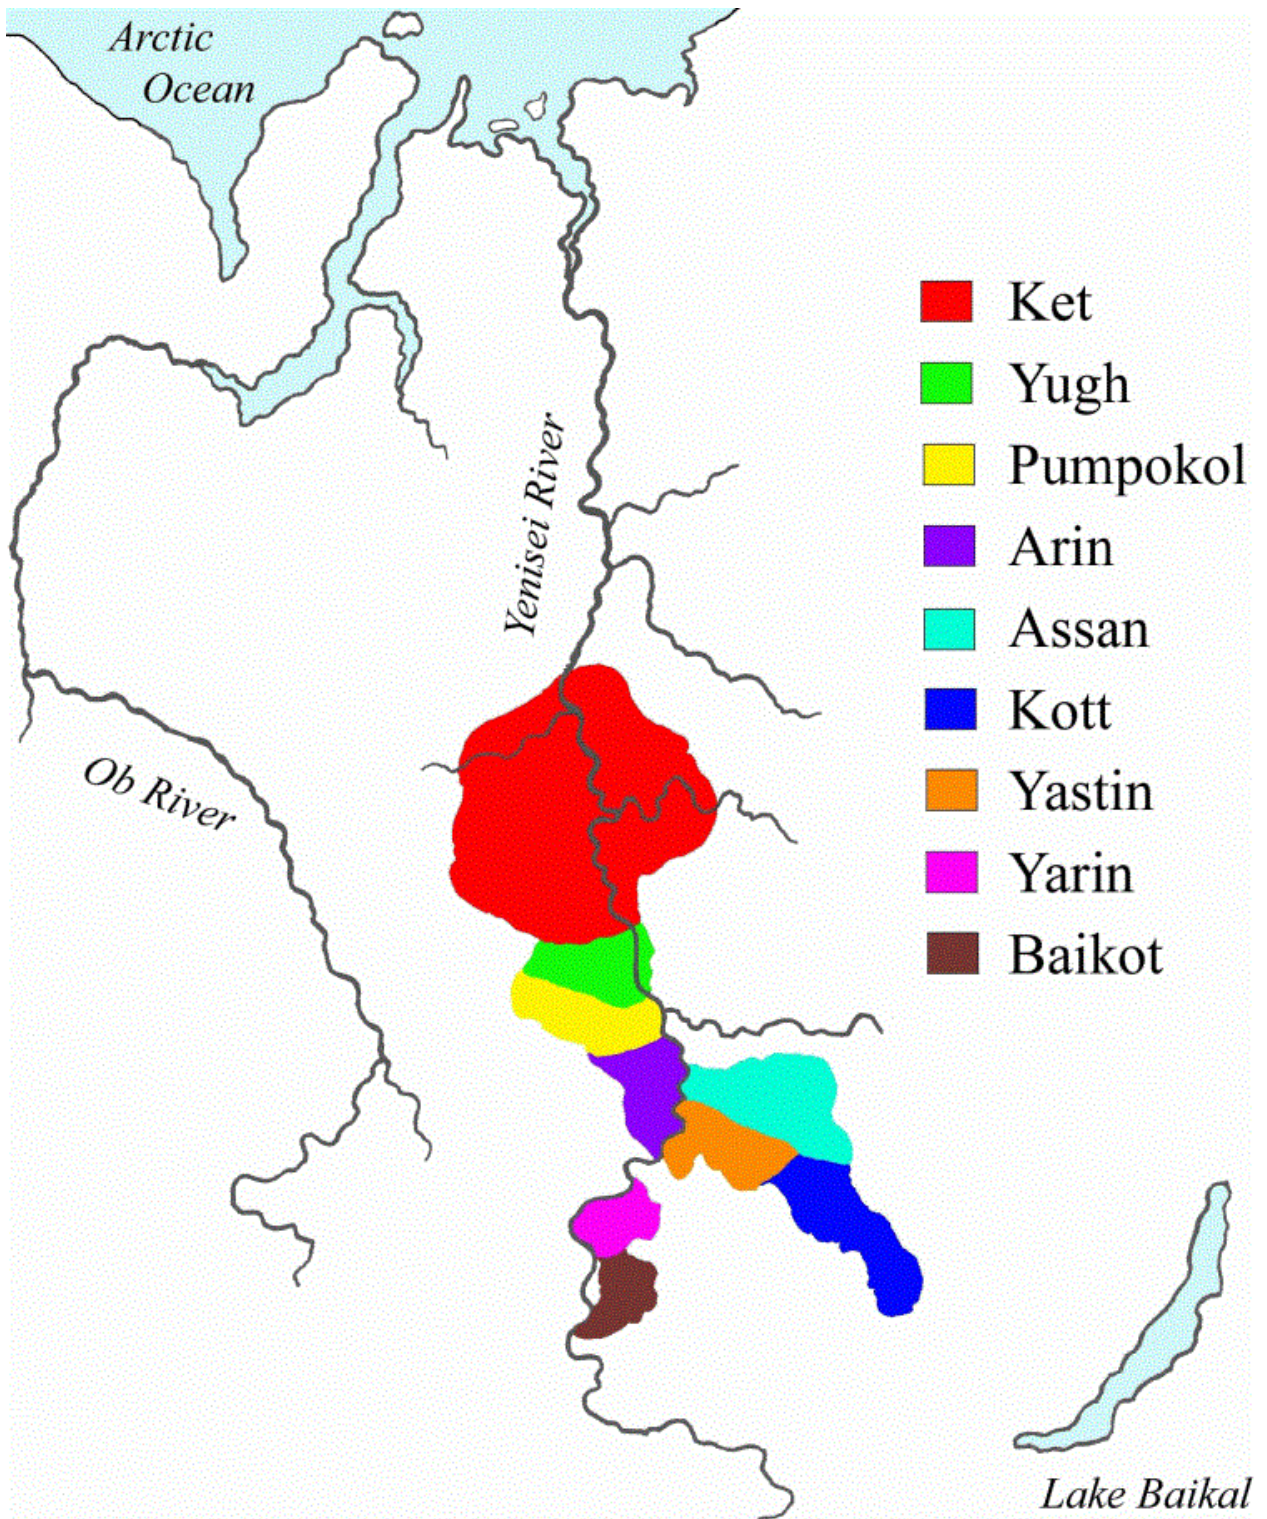 Arctic
Ocean
Yenisei River
Ob River
Ket
Yugh
Pumpokol
Arin
Assan
Kott
Yastin
Yarin
Baikot
Lake Baikal